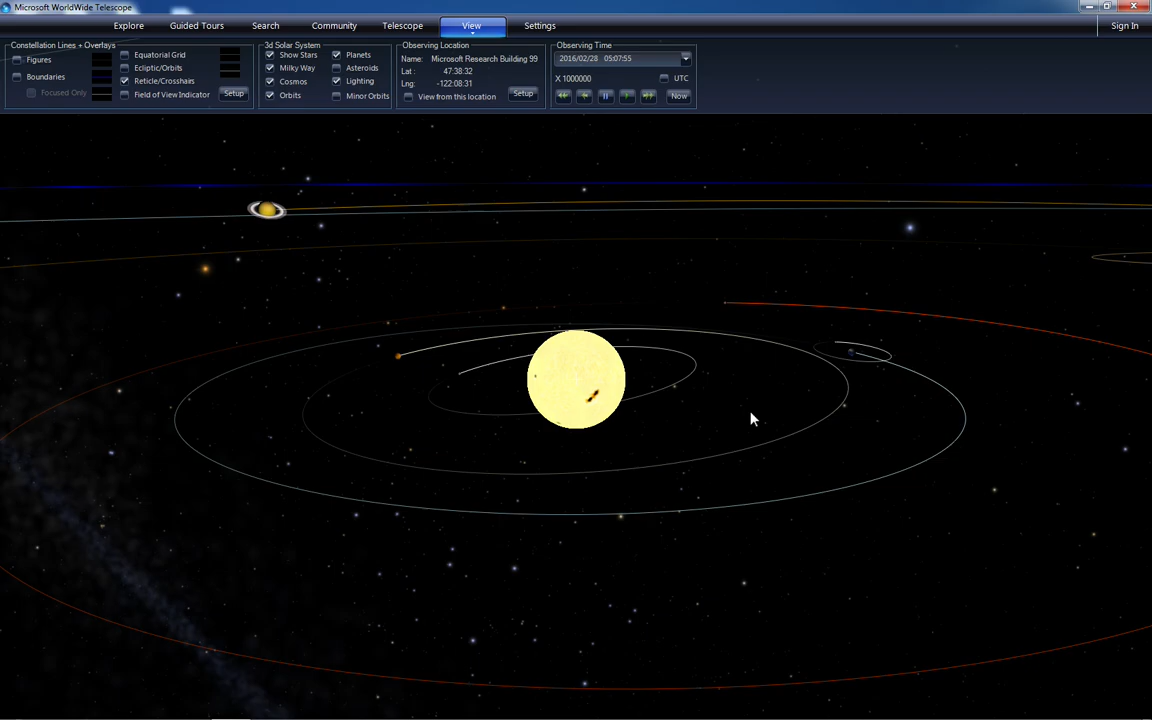 Microsoft WorldWide Telescope
Explore Guided Tours Search Community Telescope View Settings Sign In
Constellation Lines + Overlays
Figures
Boundaries
Focused Only
Equatorial Grid
Ecliptic/Orbits
Reticle/Crosshairs
Field of View Indicator
Setup
3d Solar System
Show Stars
Milky Way
Cosmos
Orbits
Planets
Asteroids
Lighting
Minor Orbits
Observing Location
Name: Microsoft Research Building 99
Lat : 47:38:32
Lng: -122:08:31
View from this location
Setup
Observing Time
2016/02/28 05:07:55
X 1000000
UTC
Now